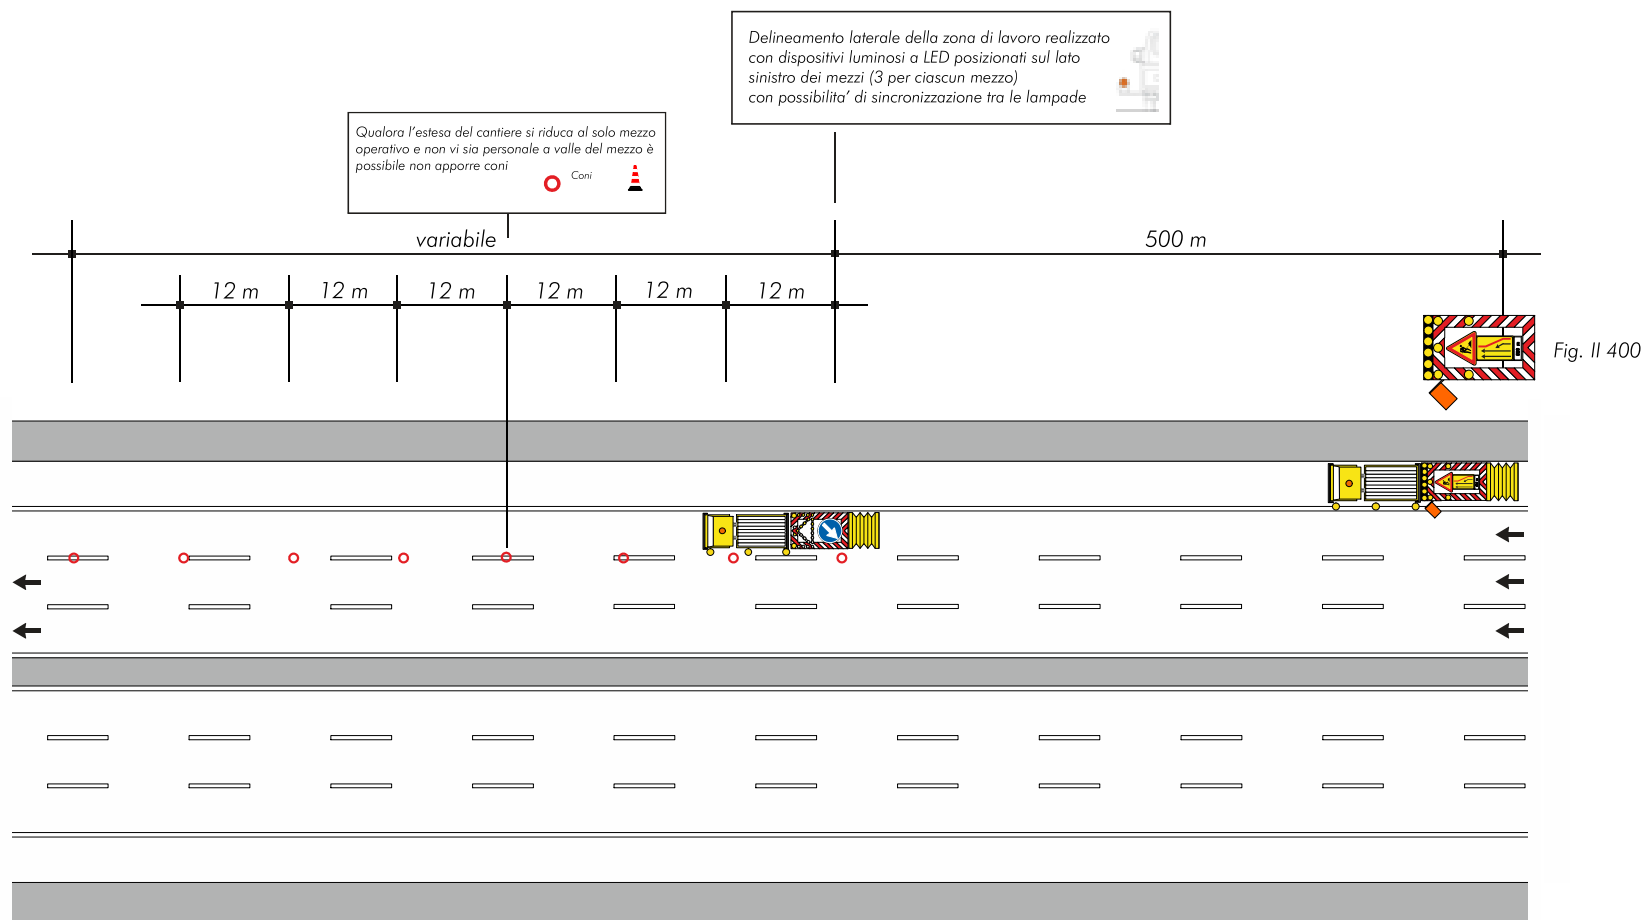 Delineamento laterale della zona di lavoro realizzato
con dispositivi luminosi a LED posizionati sul lato
sinistro dei mezzi (3 per ciascun mezzo)
con possibilita’ di sincronizzazione tra le lampade
Qualora l’estesa del cantiere si riduca al solo mezzo
operativo e non vi sia personale a valle del mezzo è
possibile non apporre coni
Coni
variabile
500 m
12 m
12 m
12 m
12 m
12 m
12 m
Fig. II 400